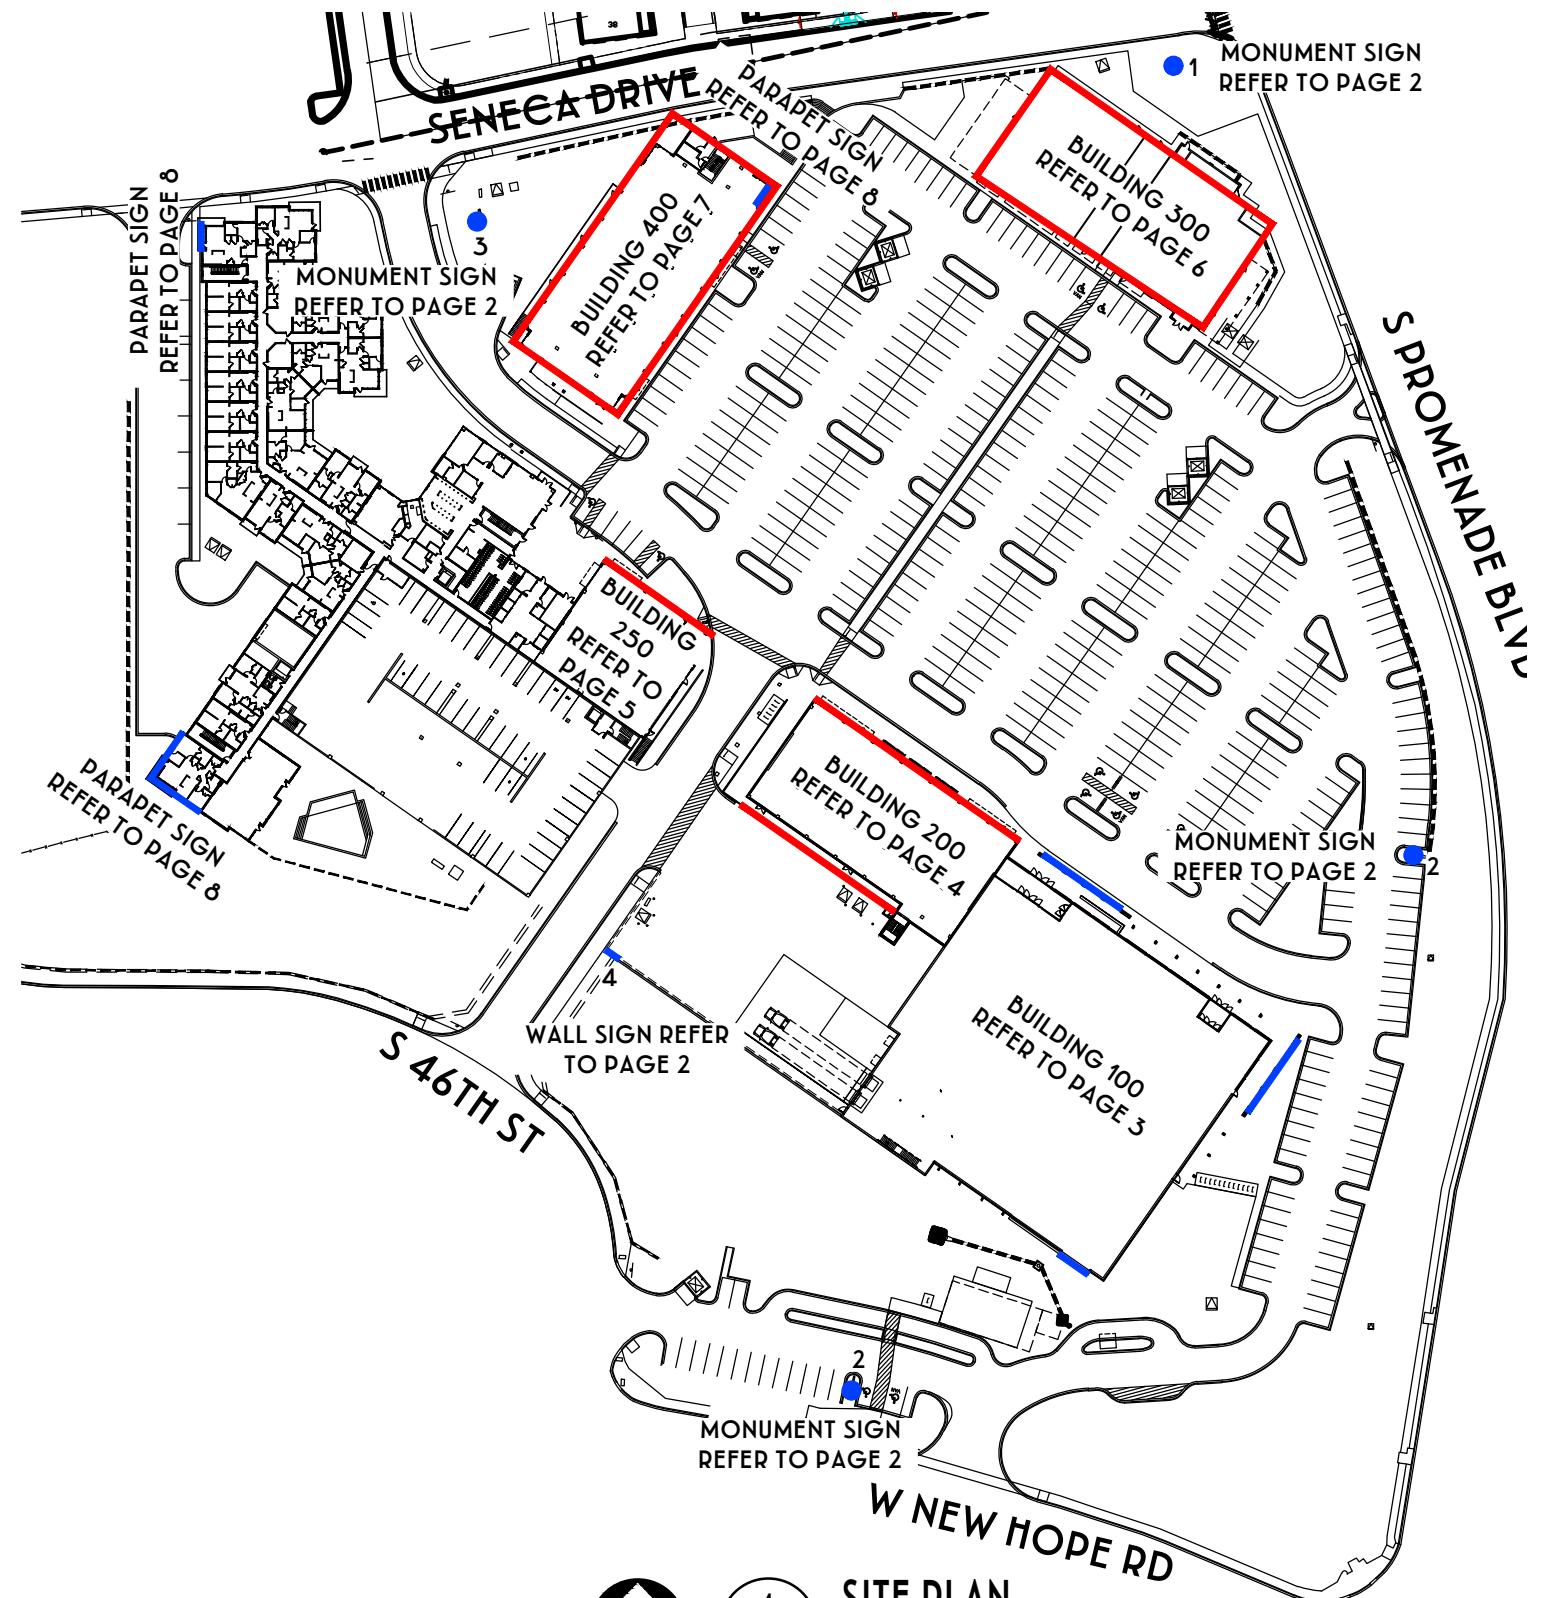 38
MONUMENT SIGN
REFER TO PAGE 2
1
SENECA DRIVE
PARAPET SIGN
REFER TO PAGE 8
BUILDING 300
REFER TO PAGE 6
PARAPET SIGN
REFER TO PAGE 8
3
MONUMENT SIGN
REFER TO PAGE 2
BUILDING 400
REFER TO PAGE 7
S PROMENADE BLVD
BUILDING
250
REFER TO
PAGE 5
PARAPET SIGN
REFER TO PAGE 8
BUILDING 200
REFER TO PAGE 4
MONUMENT SIGN
REFER TO PAGE 2
2
4
WALL SIGN REFER
TO PAGE 2
BUILDING 100
REFER TO PAGE 3
S 46TH ST
2
MONUMENT SIGN
REFER TO PAGE 2
W NEW HOPE RD
SITE PLAN